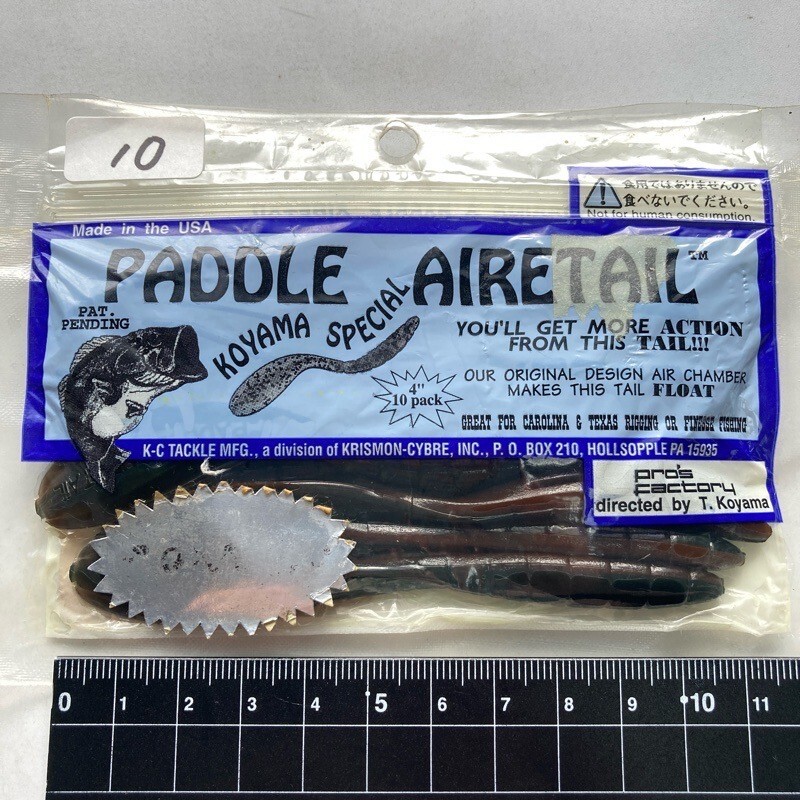 10
食用ではありませんので
食べないでください。
Not for human consumption.
Made in the USA
PADDLE AIRETAIL™
PAT.
PENDING
KOYAMA SPECIAL
YOU'LL GET MORE ACTION
FROM THIS TAIL!!!
4"
10 pack
OUR ORIGINAL DESIGN AIR CHAMBER
MAKES THIS TAIL FLOAT
GREAT FOR CAROLINA & TEXAS RIGGING OR FINESSE FISHING
K-C TACKLE MFG., a division of KRISMON-CYBRE, INC., P. O. BOX 210, HOLLSOPPLE PA 15935
pro's
factory
directed by T. Koyama
0 1 2 3 4 5 6 7 8 9 10 11